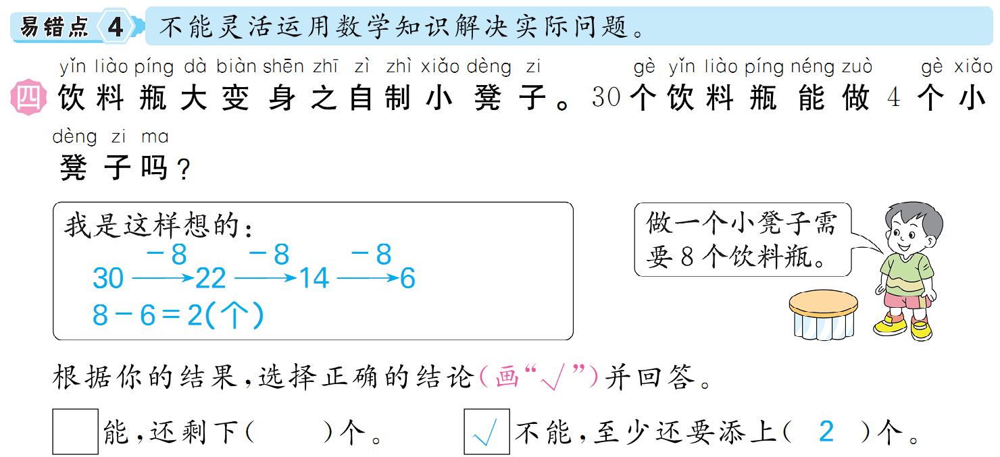 易错点 4 不能灵活运用数学知识解决实际问题。
yǐn liào píng dà biàn shēn zhī zì zhì xiǎo dèng zi gè yǐn liào píng néng zuò gè xiǎo
四 饮料瓶大变身之自制小凳子。30个饮料瓶能做4个小
dèng zi ma
凳子吗?
我是这样想的:
-8 -8 -8
30 → 22 → 14 → 6
8-6=2(个)
做一个小凳子需
要8个饮料瓶。
根据你的结果,选择正确的结论(画“√”)并回答。
能,还剩下( )个。 √ 不能,至少还要添上( 2 )个。